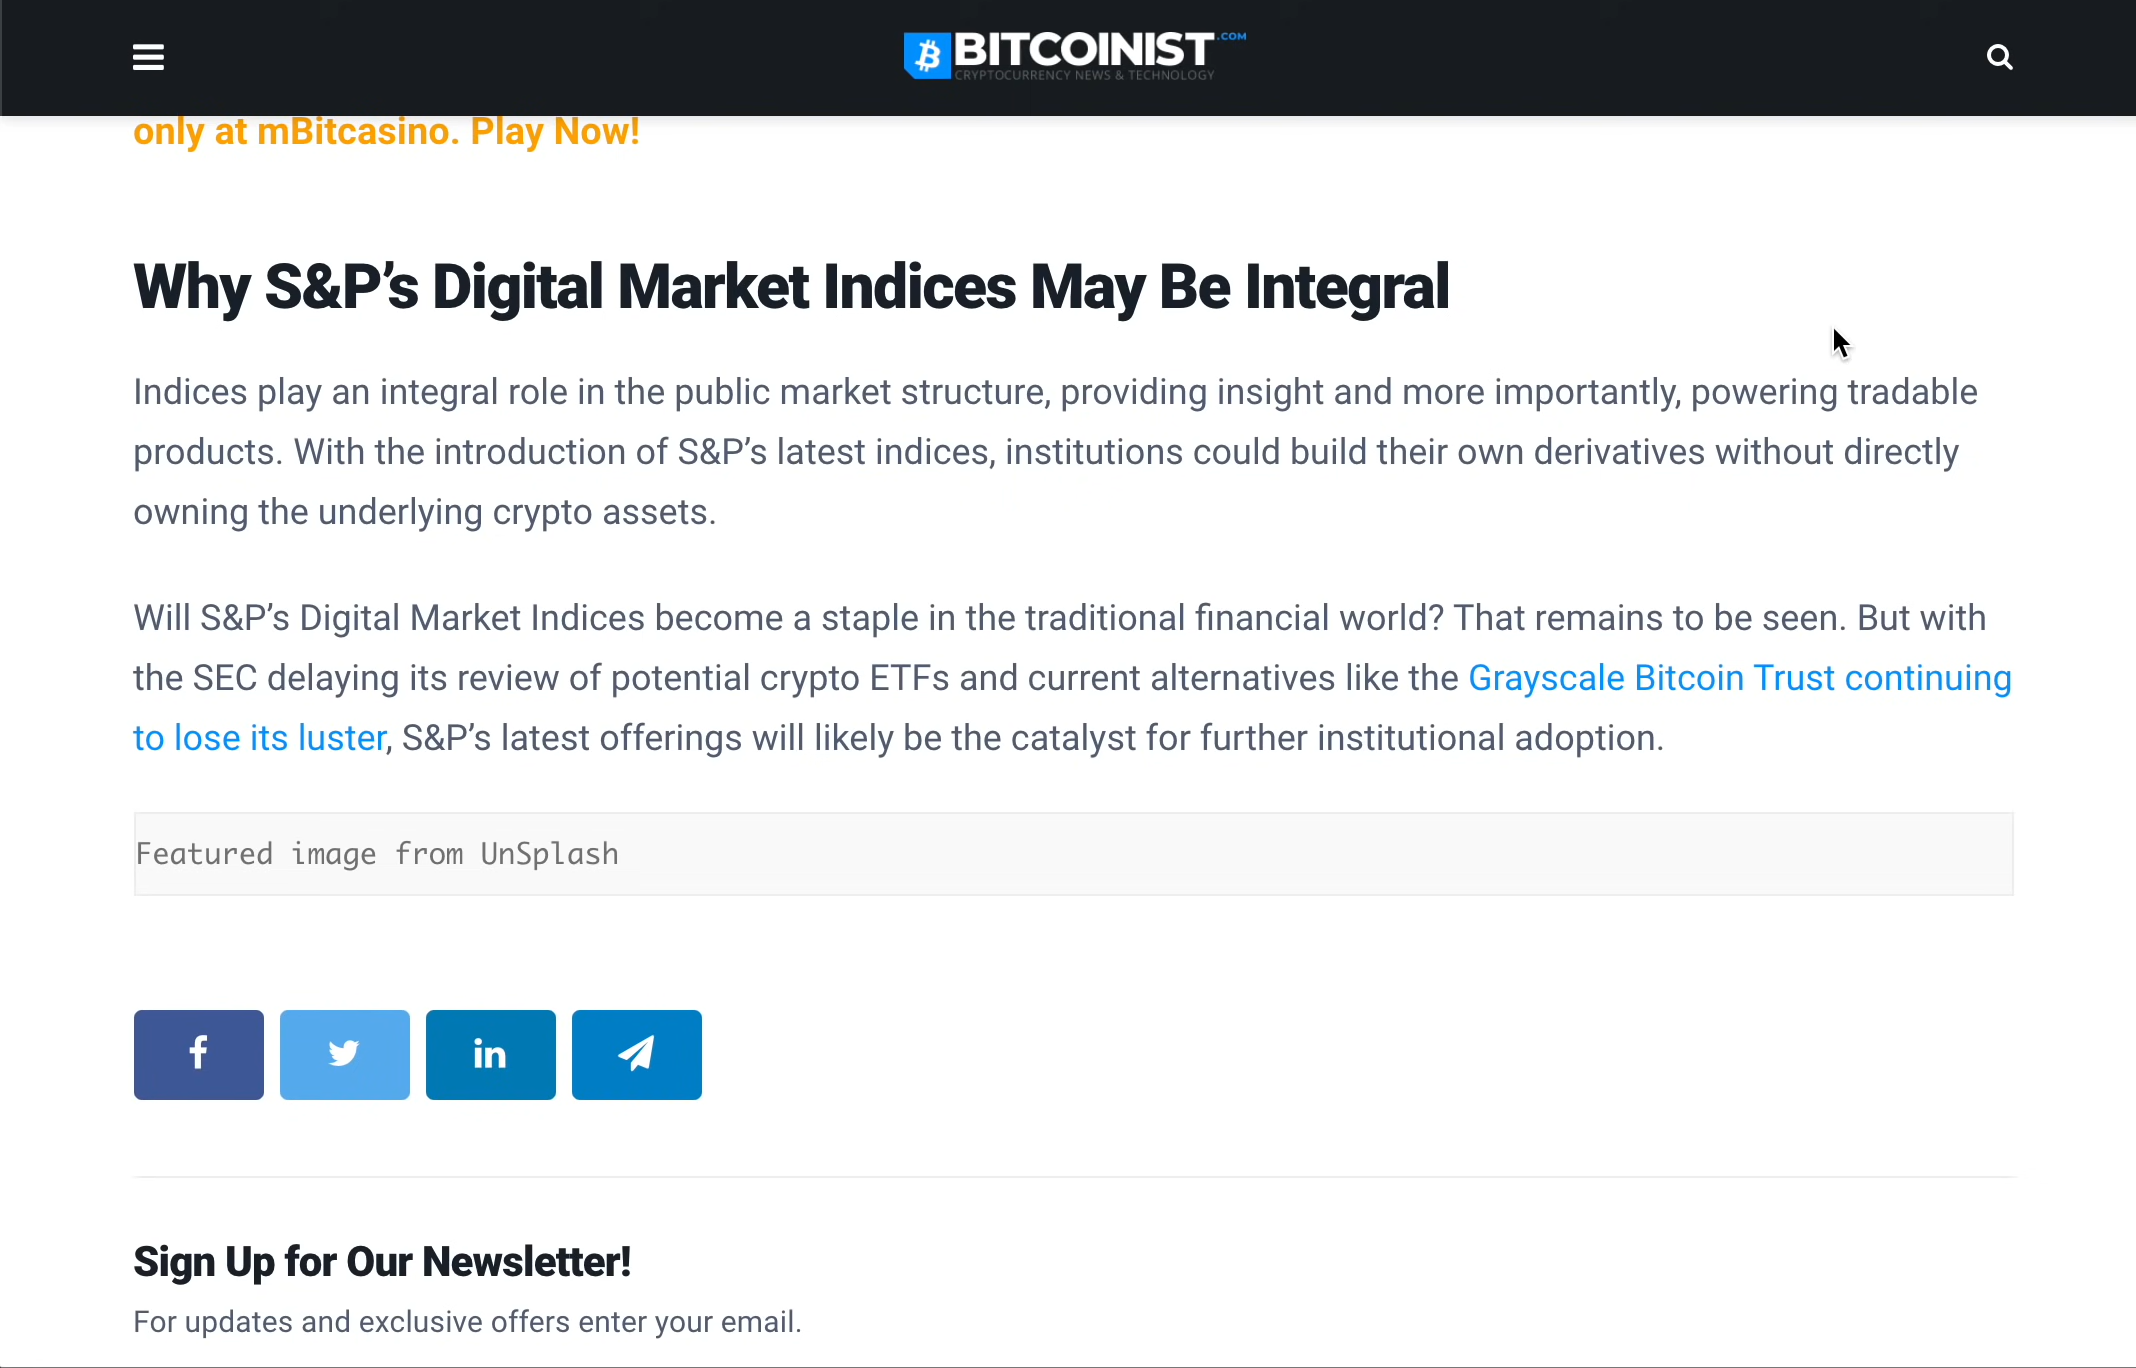 BITCOINIST.COM
CRYPTOCURRENCY NEWS & TECHNOLOGY
only at mBitcasino. Play Now!
Why S&P’s Digital Market Indices May Be Integral
Indices play an integral role in the public market structure, providing insight and more importantly, powering tradable
products. With the introduction of S&P’s latest indices, institutions could build their own derivatives without directly
owning the underlying crypto assets.
Will S&P’s Digital Market Indices become a staple in the traditional financial world? That remains to be seen. But with
the SEC delaying its review of potential crypto ETFs and current alternatives like the Grayscale Bitcoin Trust continuing
to lose its luster, S&P’s latest offerings will likely be the catalyst for further institutional adoption.
Featured image from UnSplash
Sign Up for Our Newsletter!
For updates and exclusive offers enter your email.